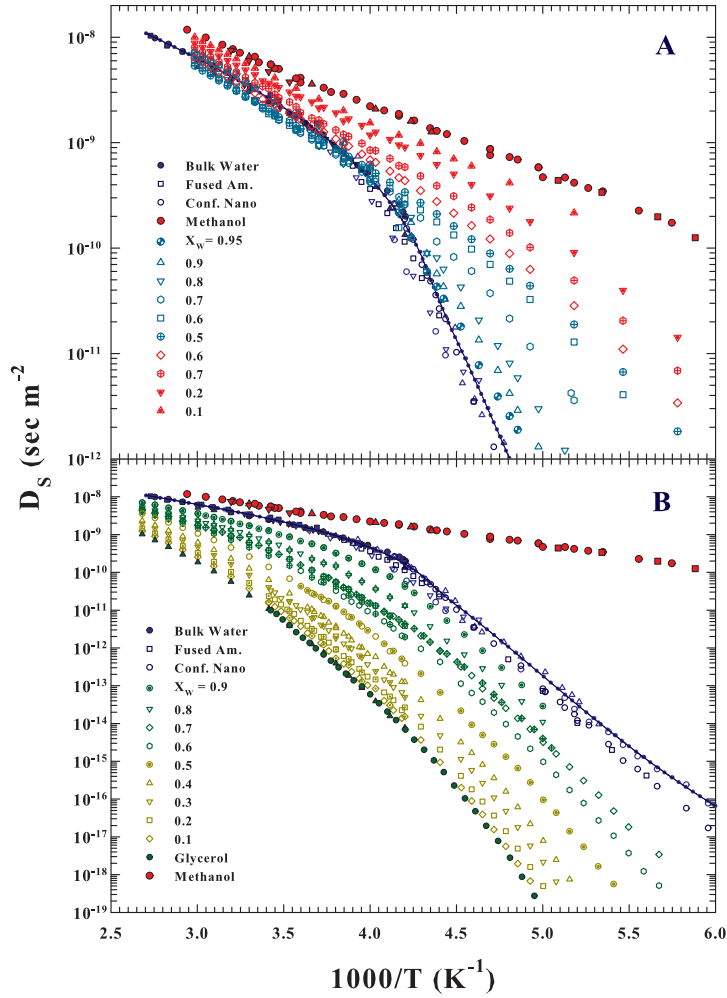 A
10^-8
10^-9
10^-10
10^-11
10^-12
Bulk Water
Fused Am.
Conf. Nano
Methanol
X_W = 0.95
0.9
0.8
0.7
0.6
0.5
0.6
0.7
0.2
0.1
D_S (sec m^-2)
B
10^-8
10^-9
10^-10
10^-11
10^-12
10^-13
10^-14
10^-15
10^-16
10^-17
10^-18
10^-19
Bulk Water
Fused Am.
Conf. Nano
X_W = 0.9
0.8
0.7
0.6
0.5
0.4
0.3
0.2
0.1
Glycerol
Methanol
2.5 3.0 3.5 4.0 4.5 5.0 5.5 6.0
1000/T (K^-1)